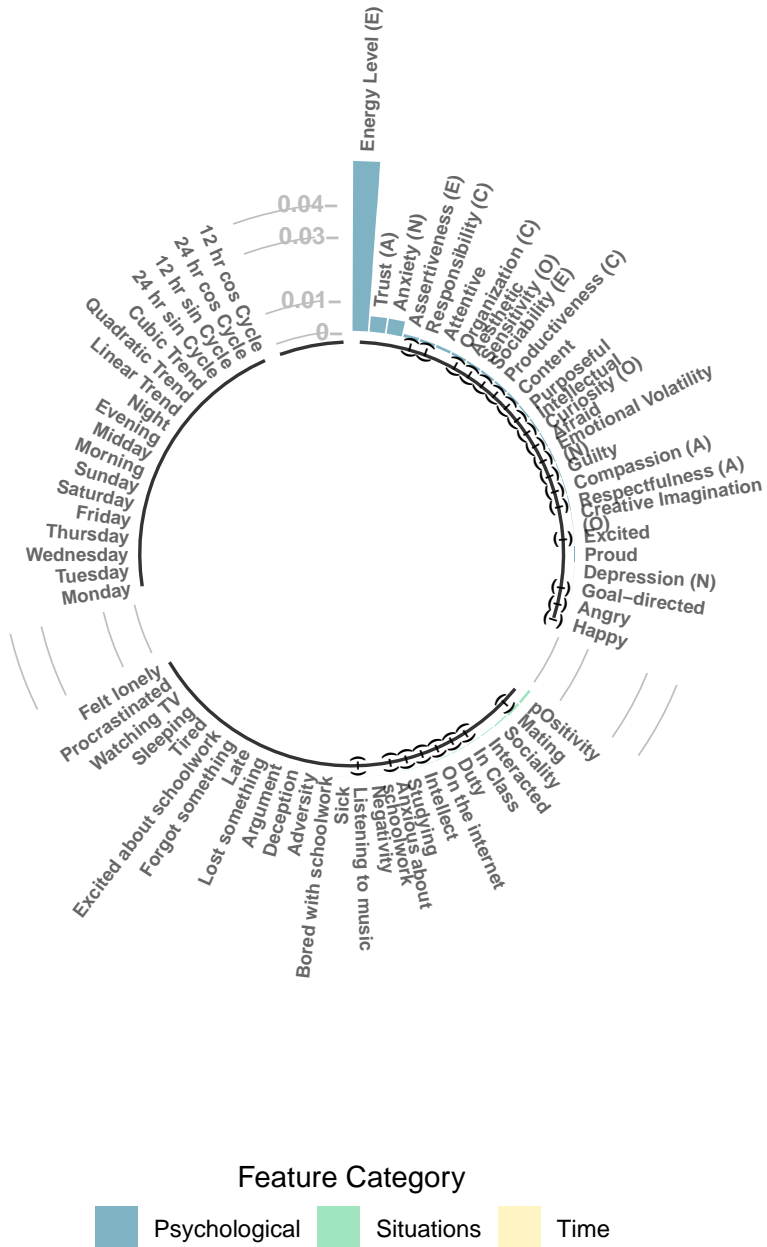 Energy Level (E)
Trust (A)
Anxiety (N)
Assertiveness (E)
Responsibility (C)
Attentive
Organization (C)
Aesthetic
Sensitivity (O)
Sociability (E)
Productiveness (C)
Content
Purposeful
Intellectual
Curiosity (O)
Afraid
Emotional Volatility
(N)
Guilty
Compassion (A)
Respectfulness (A)
Creative Imagination
(O)
Excited
Proud
Depression (N)
Goal−directed
Angry
Happy
pOsitivity
Mating
Sociality
Interacted
In Class
Duty
On the internet
Intellect
Studying
Anxious about
schoolwork
Negativity
Listening to music
Sick
Bored with schoolwork
Adversity
Deception
Argument
Lost something
Late
Forgot something
Excited about schoolwork
Tired
Sleeping
Watching TV
Procrastinated
Felt lonely
Monday
Tuesday
Wednesday
Thursday
Friday
Saturday
Sunday
Morning
Midday
Evening
Night
Linear Trend
Quadratic Trend
Cubic Trend
24 hr sin Cycle
12 hr sin Cycle
24 hr cos Cycle
12 hr cos Cycle
0.04−
0.03−
0.01−
0−
Feature Category
Psychological
Situations
Time